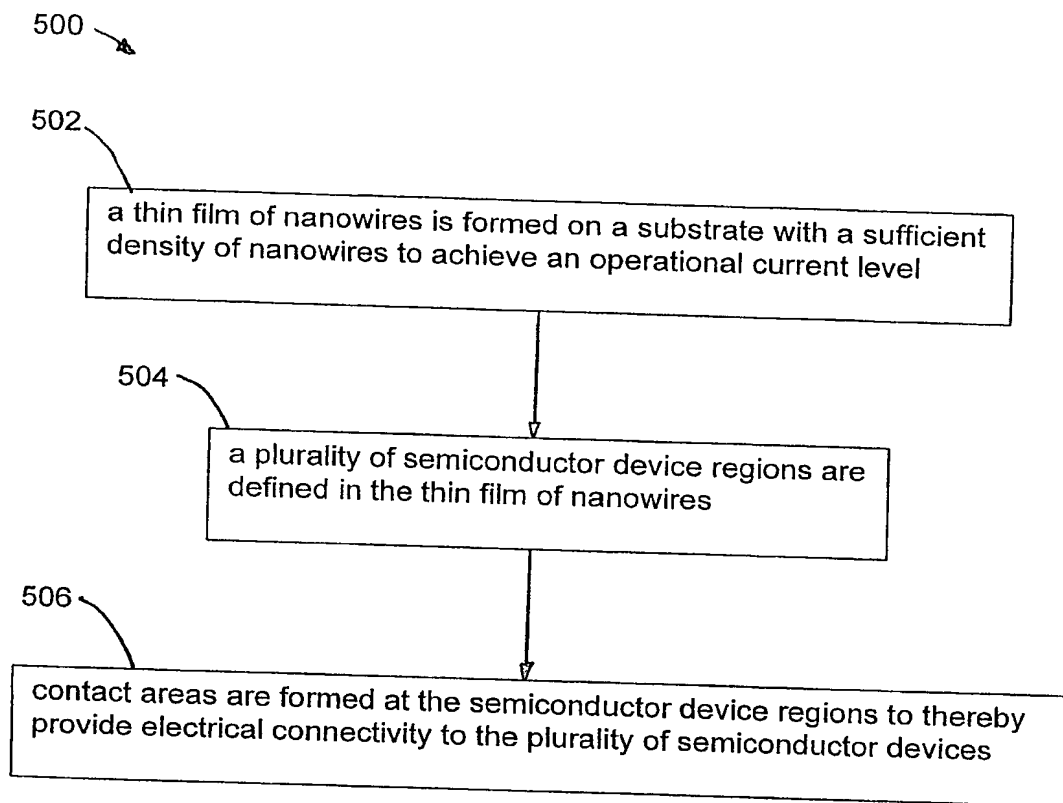 500
502
a thin film of nanowires is formed on a substrate with a sufficient
density of nanowires to achieve an operational current level
504
a plurality of semiconductor device regions are
defined in the thin film of nanowires
506
contact areas are formed at the semiconductor device regions to thereby
provide electrical connectivity to the plurality of semiconductor devices